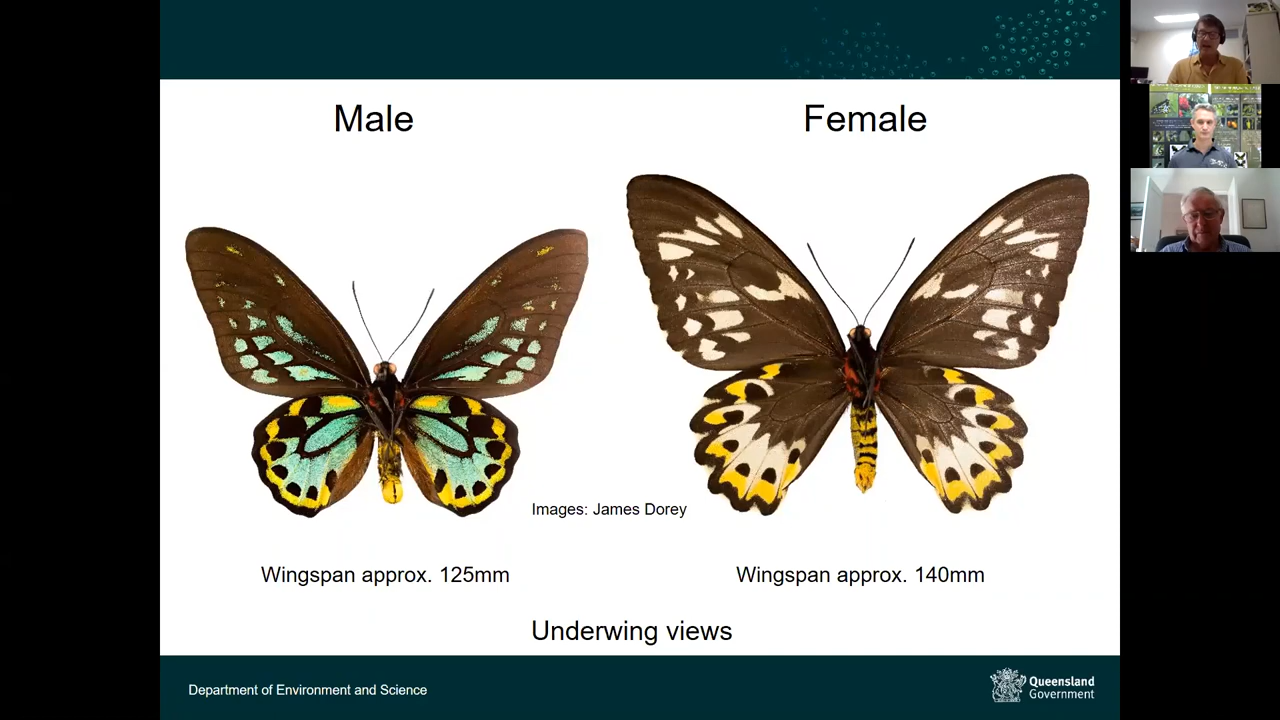 Male
Female
Images: James Dorey
Wingspan approx. 125mm
Wingspan approx. 140mm
Underwing views
Department of Environment and Science
Queensland
Government